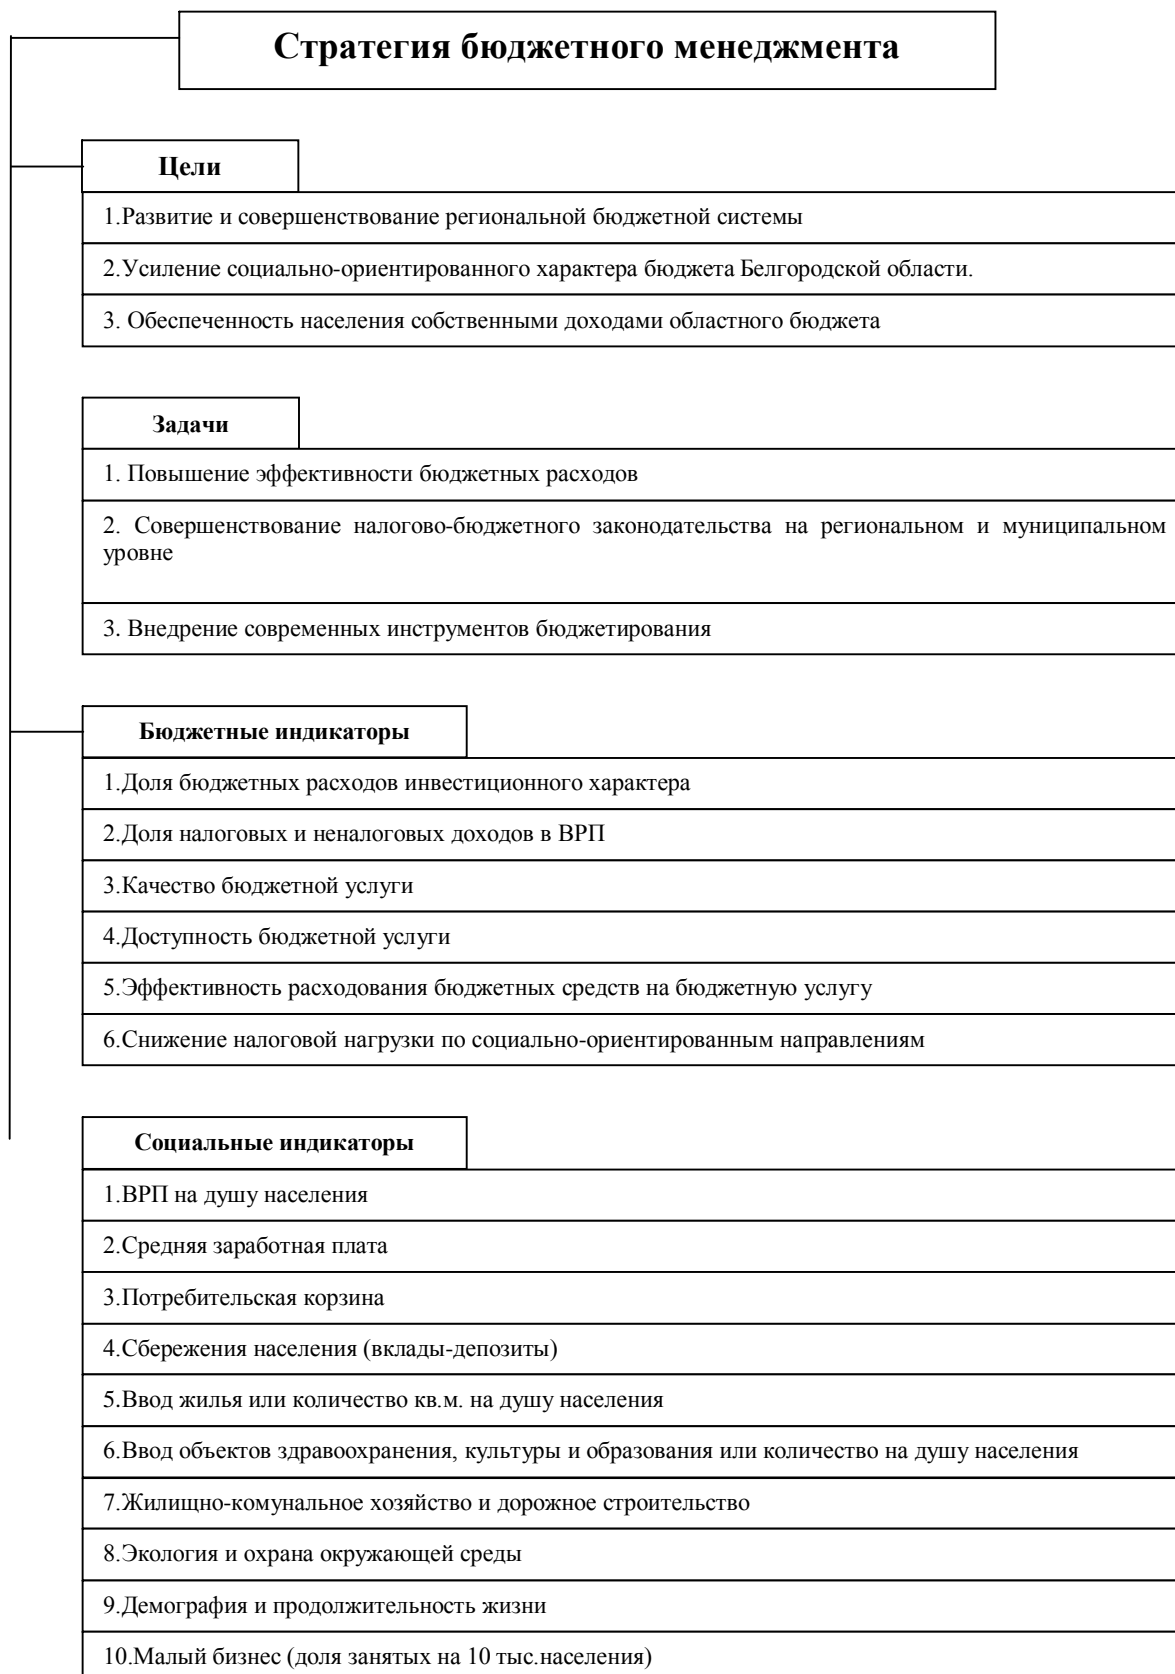 Стратегия бюджетного менеджмента
Цели
1.Развитие и совершенствование региональной бюджетной системы
2.Усиление социально-ориентированного характера бюджета Белгородской области.
3. Обеспеченность населения собственными доходами областного бюджета
Задачи
1. Повышение эффективности бюджетных расходов
2. Совершенствование налогово-бюджетного законодательства на региональном и муниципальном
уровне
3. Внедрение современных инструментов бюджетирования
Бюджетные индикаторы
1.Доля бюджетных расходов инвестиционного характера
2.Доля налоговых и неналоговых доходов в ВРП
3.Качество бюджетной услуги
4.Доступность бюджетной услуги
5.Эффективность расходования бюджетных средств на бюджетную услугу
6.Снижение налоговой нагрузки по социально-ориентированным направлениям
Социальные индикаторы
1.ВРП на душу населения
2.Средняя заработная плата
3.Потребительская корзина
4.Сбережения населения (вклады-депозиты)
5.Ввод жилья или количество кв.м. на душу населения
6.Ввод объектов здравоохранения, культуры и образования или количество на душу населения
7.Жилищно-комунальное хозяйство и дорожное строительство
8.Экология и охрана окружающей среды
9.Демография и продолжительность жизни
10.Малый бизнес (доля занятых на 10 тыс.населения)